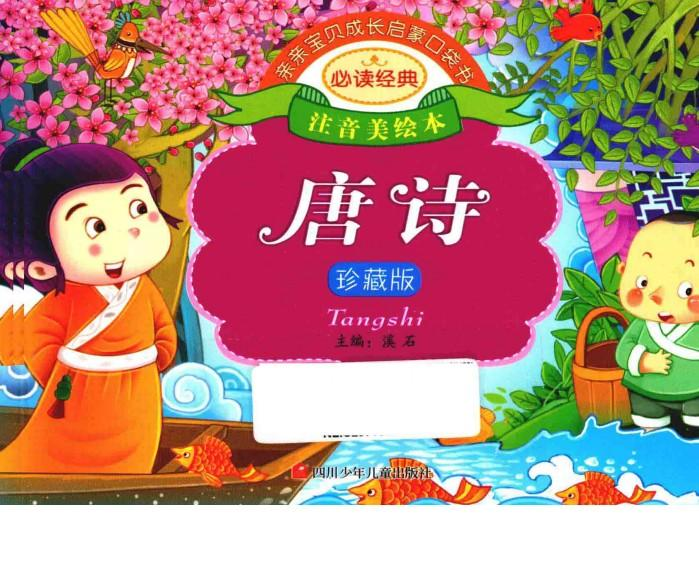 亲亲宝贝成长启蒙口袋书
必读经典
注音美绘本
唐诗
珍藏版
Tangshi
主编：溪石
四川少年儿童出版社